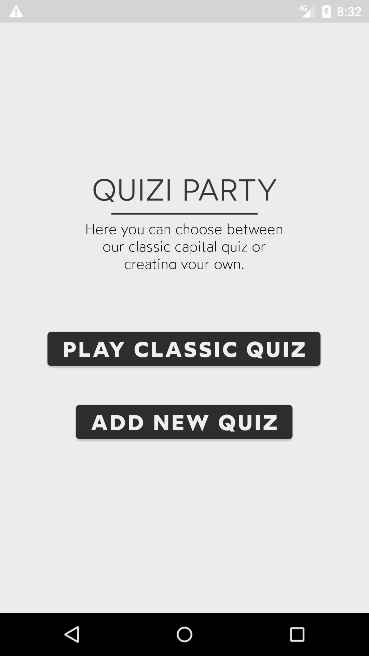 4G 8:32
QUIZI PARTY
Here you can choose between
our classic capital quiz or
creating your own.
PLAY CLASSIC QUIZ
ADD NEW QUIZ